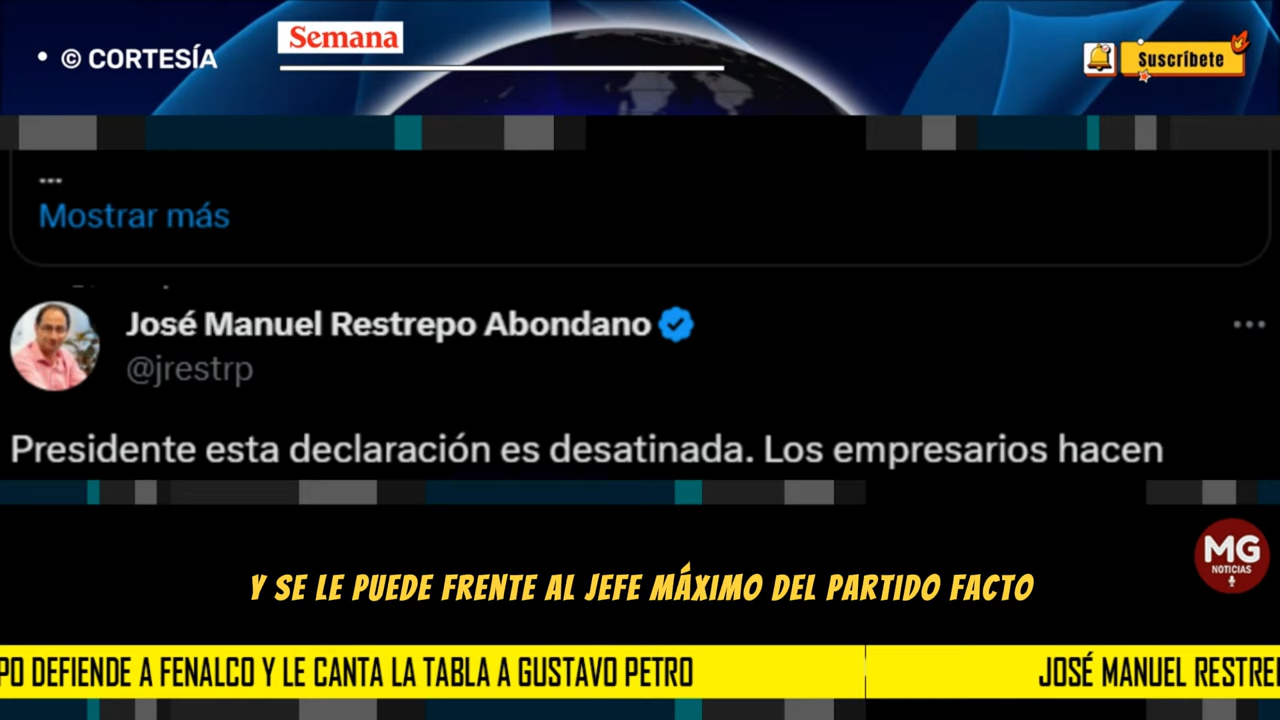 • © CORTESÍA
Semana
Suscríbete
...
Mostrar más
José Manuel Restrepo Abondano
@jrestrp
Presidente esta declaración es desatinada. Los empresarios hacen
MG
NOTICIAS
Y SE LE PUEDE FRENTE AL JEFE MÁXIMO DEL PARTIDO FACTO
PO DEFIENDE A FENALCO Y LE CANTA LA TABLA A GUSTAVO PETRO
JOSÉ MANUEL RESTRE